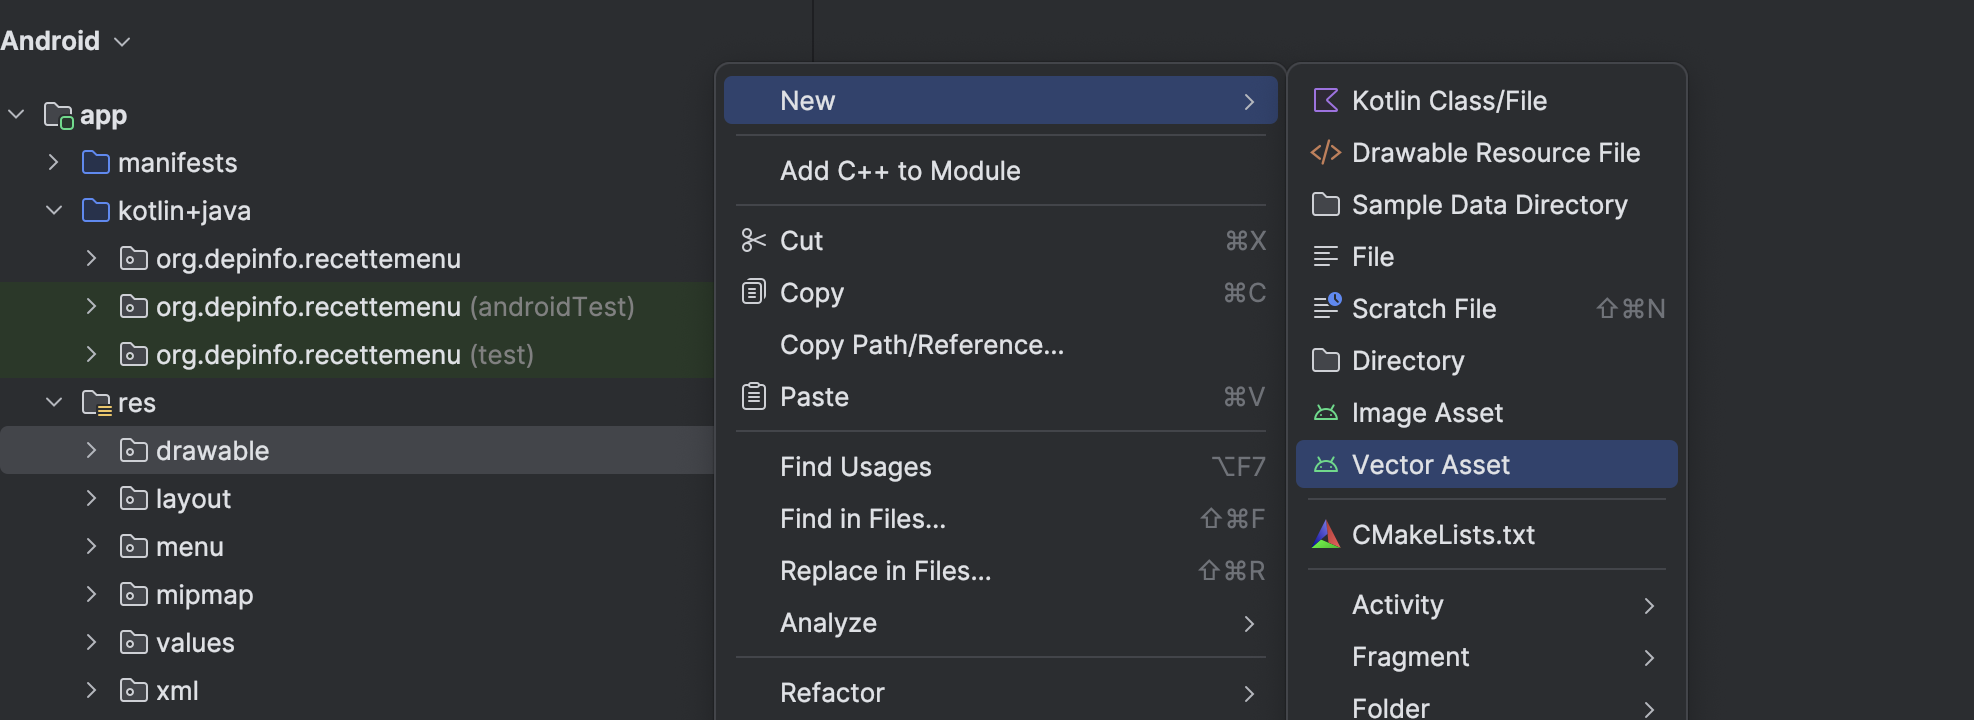 Android
app
manifests
kotlin+java
org.depinfo.recettemenu
org.depinfo.recettemenu (androidTest)
org.depinfo.recettemenu (test)
res
drawable
layout
menu
mipmap
values
xml
New
Add C++ to Module
Cut ⌘X
Copy ⌘C
Copy Path/Reference...
Paste ⌘V
Find Usages ⌥F7
Find in Files... ⇧⌘F
Replace in Files... ⇧⌘R
Analyze
Refactor
Kotlin Class/File
Drawable Resource File
Sample Data Directory
File
Scratch File ⇧⌘N
Directory
Image Asset
Vector Asset
CMakeLists.txt
Activity
Fragment
Folder